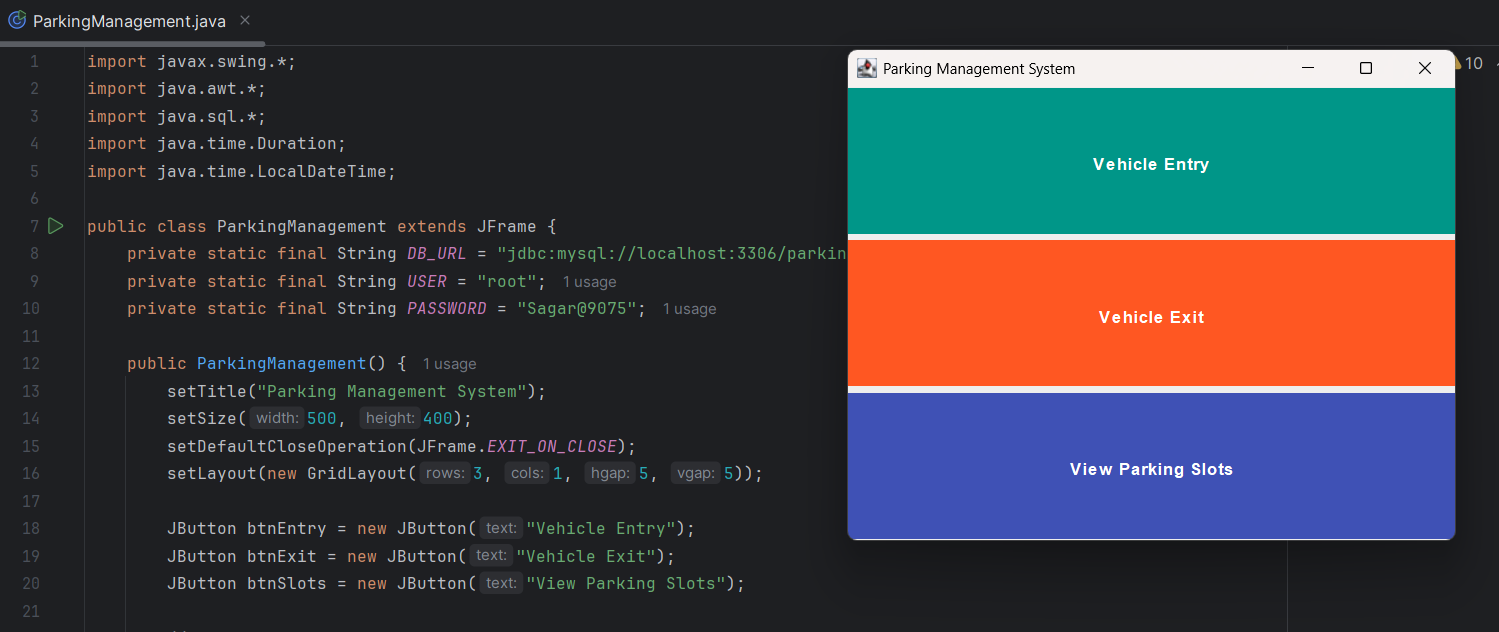 ParkingManagement.java
1 import javax.swing.*;
2 import java.awt.*;
3 import java.sql.*;
4 import java.time.Duration;
5 import java.time.LocalDateTime;
6
7 public class ParkingManagement extends JFrame {
8 private static final String DB_URL = "jdbc:mysql://localhost:3306/parkin
9 private static final String USER = "root"; 1 usage
10 private static final String PASSWORD = "Sagar@9075"; 1 usage
11
12 public ParkingManagement() { 1 usage
13 setTitle("Parking Management System");
14 setSize( width: 500, height: 400);
15 setDefaultCloseOperation(JFrame.EXIT_ON_CLOSE);
16 setLayout(new GridLayout( rows: 3, cols: 1, hgap: 5, vgap: 5));
17
18 JButton btnEntry = new JButton( text: "Vehicle Entry");
19 JButton btnExit = new JButton( text: "Vehicle Exit");
20 JButton btnSlots = new JButton( text: "View Parking Slots");
21
Parking Management System
10
Vehicle Entry
Vehicle Exit
View Parking Slots